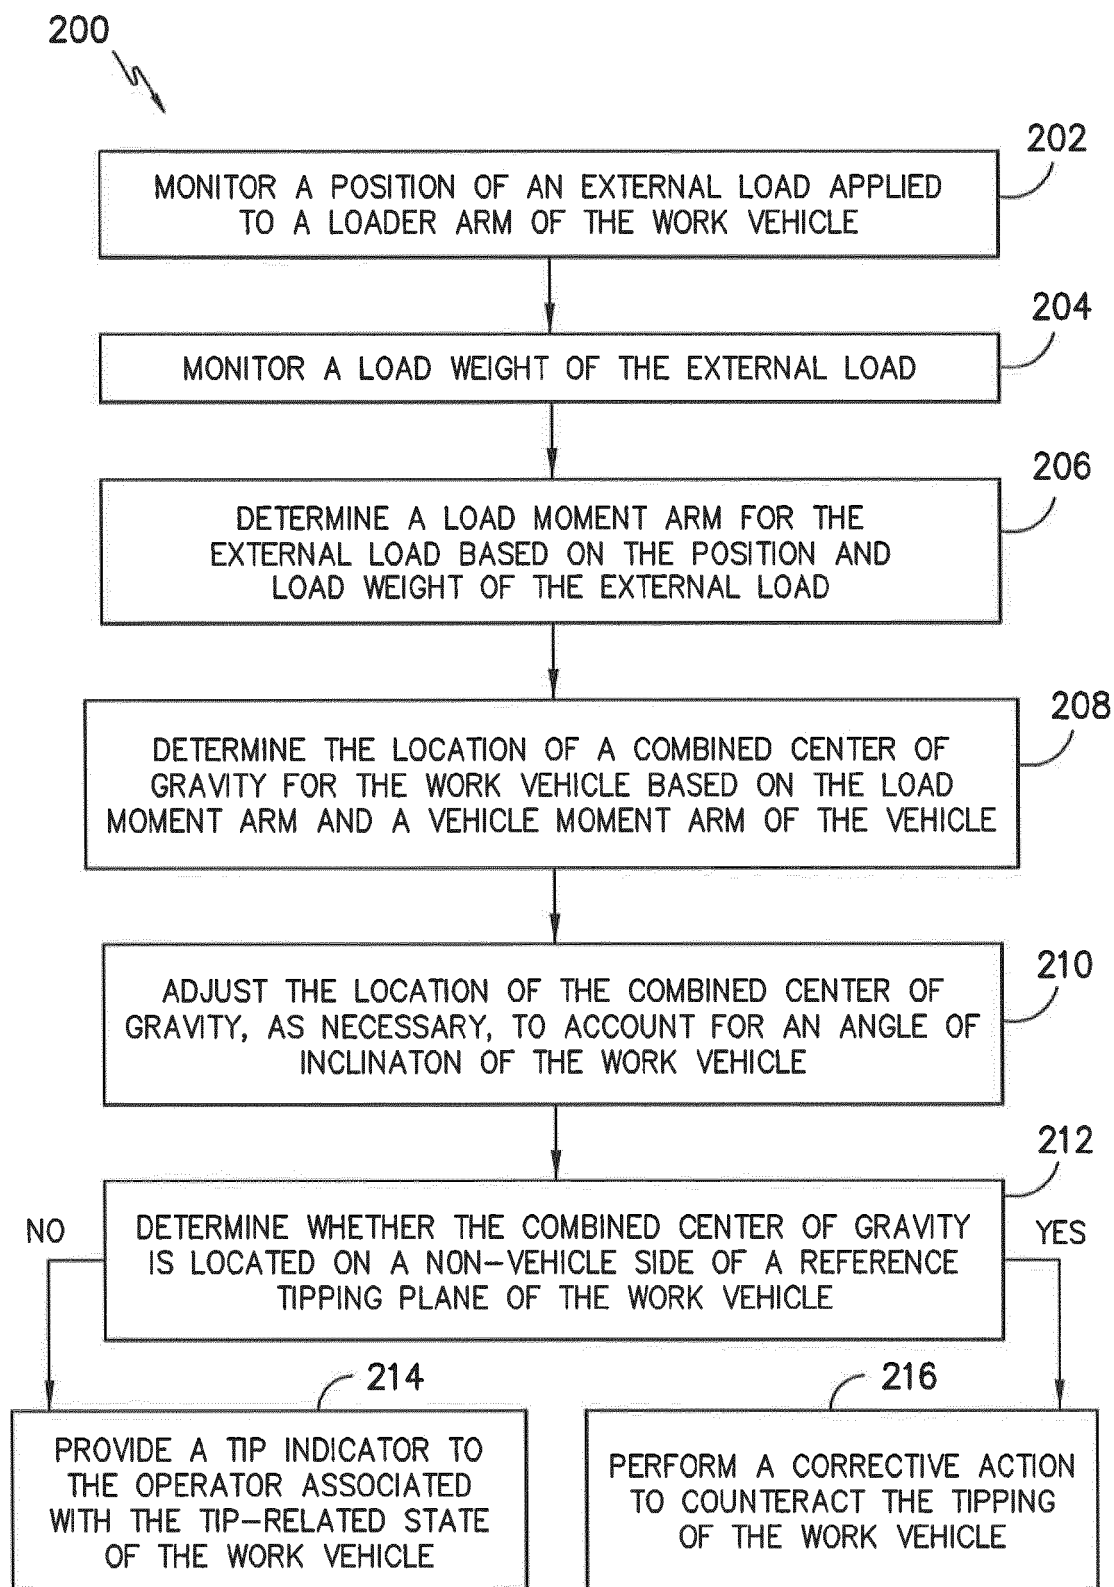 200
202
MONITOR A POSITION OF AN EXTERNAL LOAD APPLIED
TO A LOADER ARM OF THE WORK VEHICLE
204
MONITOR A LOAD WEIGHT OF THE EXTERNAL LOAD
206
DETERMINE A LOAD MOMENT ARM FOR THE
EXTERNAL LOAD BASED ON THE POSITION AND
LOAD WEIGHT OF THE EXTERNAL LOAD
208
DETERMINE THE LOCATION OF A COMBINED CENTER OF
GRAVITY FOR THE WORK VEHICLE BASED ON THE LOAD
MOMENT ARM AND A VEHICLE MOMENT ARM OF THE VEHICLE
210
ADJUST THE LOCATION OF THE COMBINED CENTER OF
GRAVITY, AS NECESSARY, TO ACCOUNT FOR AN ANGLE OF
INCLINATON OF THE WORK VEHICLE
212
NO
YES
DETERMINE WHETHER THE COMBINED CENTER OF GRAVITY
IS LOCATED ON A NON-VEHICLE SIDE OF A REFERENCE
TIPPING PLANE OF THE WORK VEHICLE
214
PROVIDE A TIP INDICATOR TO
THE OPERATOR ASSOCIATED
WITH THE TIP-RELATED STATE
OF THE WORK VEHICLE
216
PERFORM A CORRECTIVE ACTION
TO COUNTERACT THE TIPPING
OF THE WORK VEHICLE